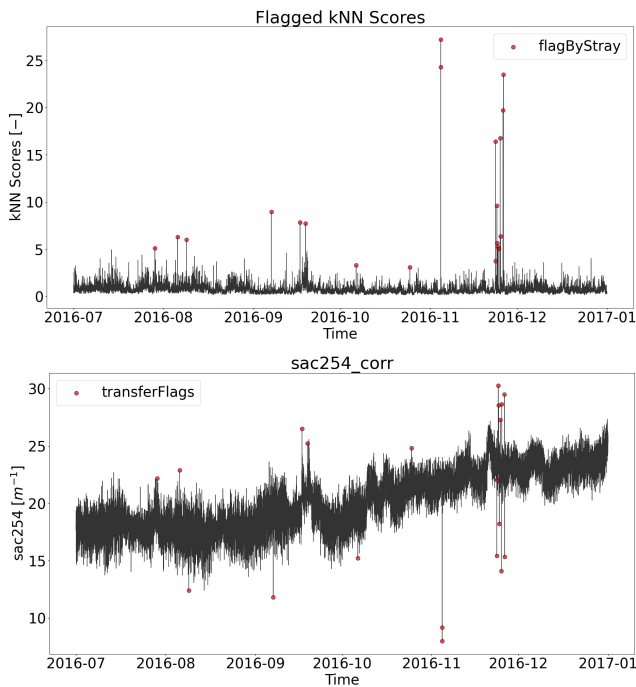 Flagged kNN Scores
flagByStray
kNN Scores [−]
25
20
15
10
5
0
2016-07 2016-08 2016-09 2016-10 2016-11 2016-12 2017-01
Time
sac254_corr
transferFlags
sac254 [m⁻¹]
30
25
20
15
10
2016-07 2016-08 2016-09 2016-10 2016-11 2016-12 2017-01
Time